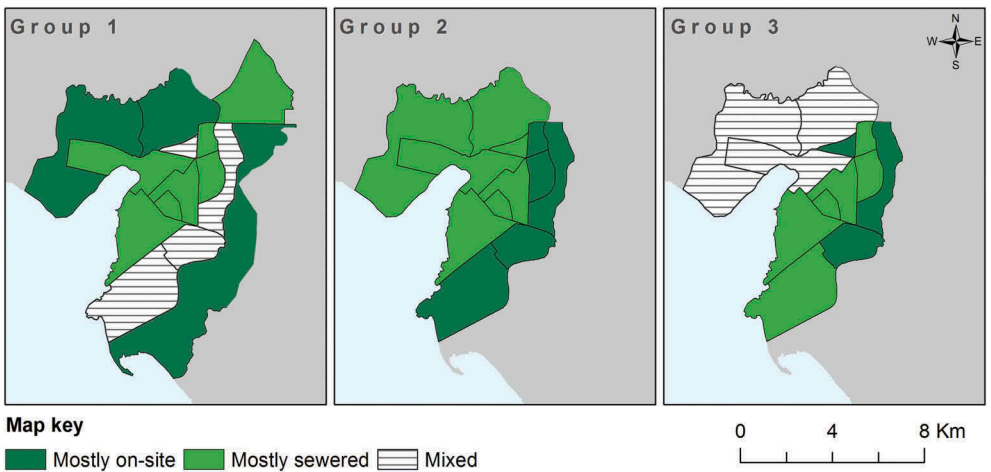 Group 1
Group 2
Group 3
N
W E
S
Map key
Mostly on-site Mostly sewered Mixed
0 4 8 Km